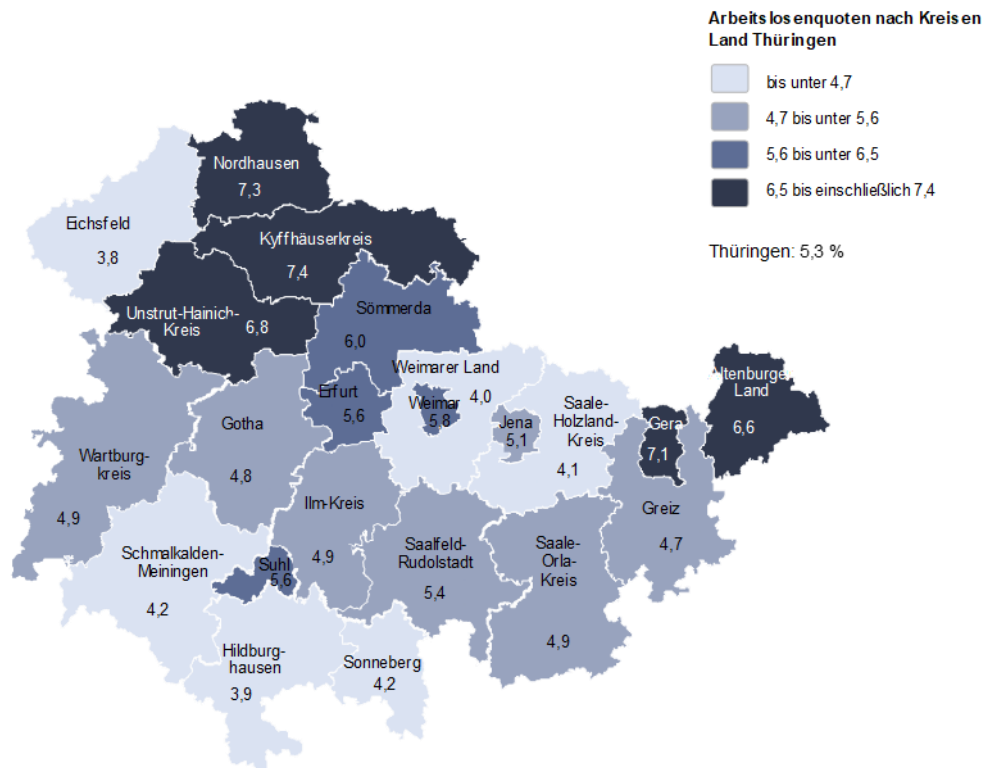 Arbeitslosenquoten nach Kreisen
Land Thüringen
bis unter 4,7
4,7 bis unter 5,6
5,6 bis unter 6,5
6,5 bis einschließlich 7,4
Thüringen: 5,3 %
Nordhausen
7,3
Eichsfeld
3,8
Kyffhäuserkreis
7,4
Unstrut-Hainich-
Kreis
6,8
Sömmerda
6,0
Weimarer Land
4,0
Erfurt
5,6
Weimar
5,8
Jena
5,1
Saale-
Holzland-
Kreis
4,1
Gera
7,1
ltenburge
Land
6,6
Gotha
4,8
Wartburg-
kreis
4,9
Ilm-Kreis
4,9
Greiz
4,7
Schmalkalden-
Meiningen
4,2
Suhl
5,6
Saalfeld-
Rudolstadt
5,4
Saale-
Orla-
Kreis
4,9
Hildburg-
hausen
3,9
Sonneberg
4,2